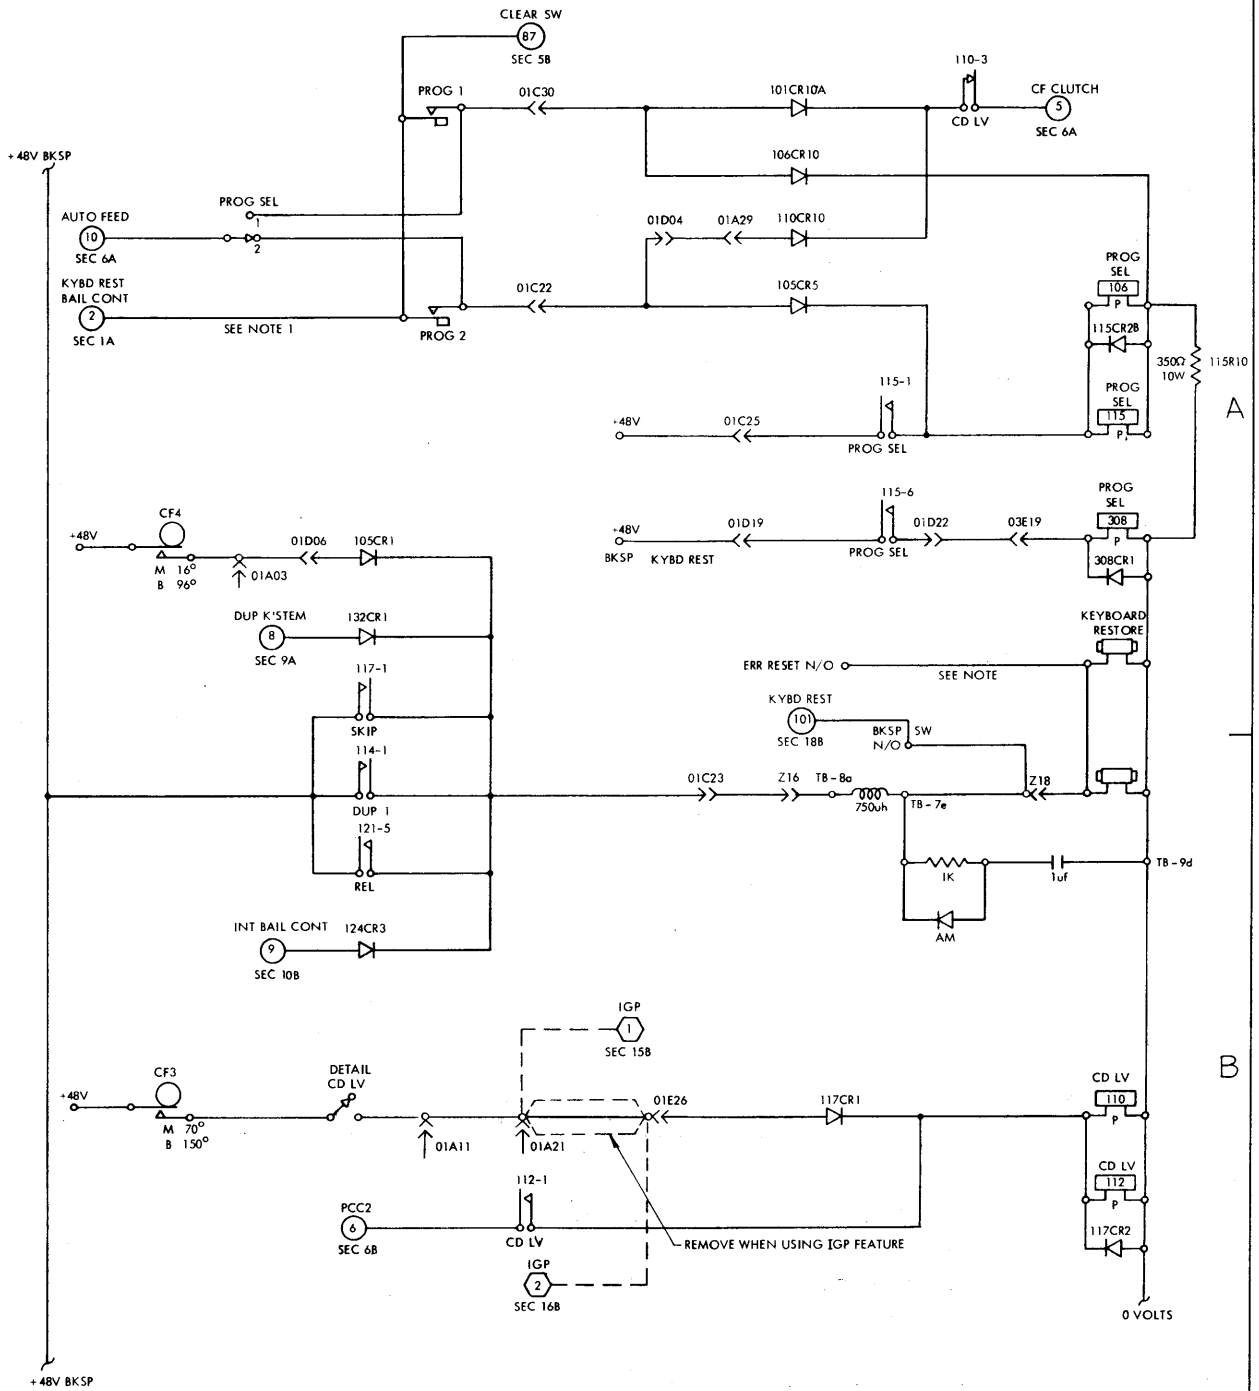 CLEAR SW
87
SEC 5B
110-3
PROG 1
01C30
101CR10A
CF CLUTCH
5
CD LV
SEC 6A
+48V BKSP
106CR10
PROG SEL
1
AUTO FEED
01D04
01A29
110CR10
10
2
SEC 6A
KYBD REST
BAIL CONT
01C22
105CR5
PROG
SEL
106
P
2
SEE NOTE 1
PROG 2
SEC 1A
115CR2B
350Ω
10W
115R10
115-1
PROG
SEL
A
+48V
01C25
115
P
PROG SEL
115-6
PROG
SEL
CF4
+48V
01D06
105CR1
+48V
01D19
01D22
03E19
308
P
BKSP
KYBD REST
PROG SEL
M 16°
B 96°
01A03
308CR1
DUP K'STEM
132CR1
KEYBOARD
RESTORE
8
SEC 9A
117-1
ERR RESET N/O
SEE NOTE
KYBD REST
SKIP
101
BKSP SW
N/O
SEC 18B
114-1
01C23
Z16
TB-8a
Z18
DUP 1
750uh
TB-7e
121-5
1K
1uf
TB-9d
REL
AM
INT BAIL CONT
124CR3
9
SEC 10B
IGP
1
SEC 15B
CF3
DETAIL
CD LV
CD LV
B
+48V
01E26
117CR1
110
P
M 70°
B 150°
01A11
01A21
112-1
CD LV
112
P
PCC2
6
SEC 6B
CD LV
REMOVE WHEN USING IGP FEATURE
117CR2
IGP
2
SEC 16B
0 VOLTS
+48V BKSP